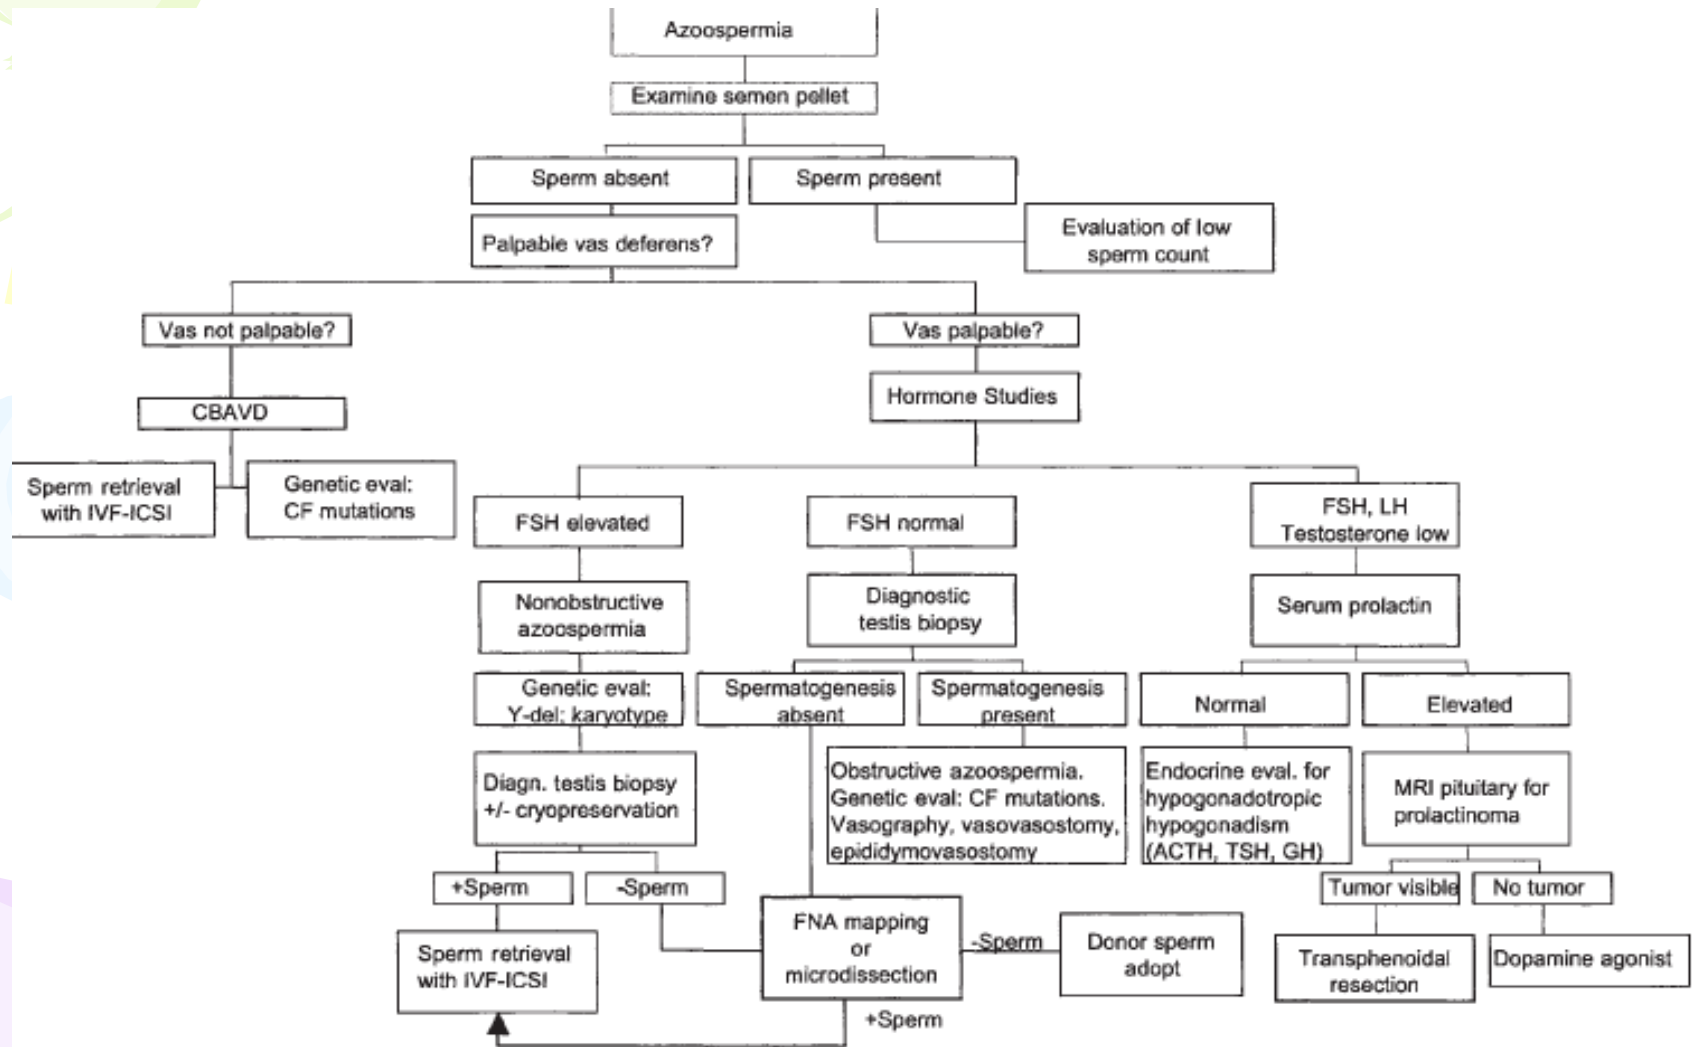 Azoospermia
Examine semen pellet
Sperm absent
Sperm present
Palpable vas deferens?
Evaluation of low
sperm count
Vas not palpable?
Vas palpable?
CBAVD
Hormone Studies
Sperm retrieval
with IVF-ICSI
Genetic eval:
CF mutations
FSH elevated
FSH normal
FSH, LH
Testosterone low
Nonobstructive
azoospermia
Diagnostic
testis biopsy
Serum prolactin
Genetic eval:
Y-del; karyotype
Spermatogenesis
absent
Spermatogenesis
present
Normal
Elevated
Diagn. testis biopsy
+/- cryopreservation
Obstructive azoospermia.
Genetic eval: CF mutations.
Vasography, vasovasostomy,
epididymovasostomy
Endocrine eval. for
hypogonadotropic
hypogonadism
(ACTH, TSH, GH)
MRI pituitary for
prolactinoma
+Sperm
-Sperm
Tumor visible
No tumor
Sperm retrieval
with IVF-ICSI
FNA mapping
or
microdissection
-Sperm
Donor sperm
adopt
Transphenoidal
resection
Dopamine agonist
+Sperm